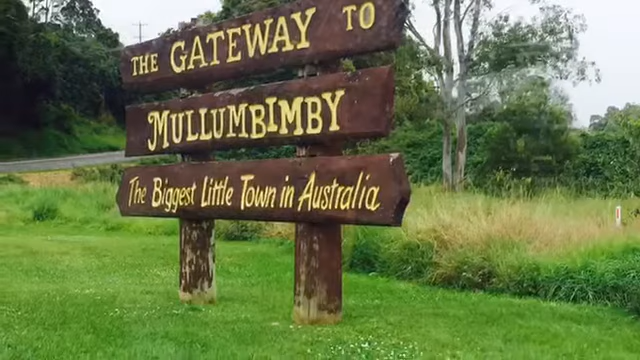 THE GATEWAY TO
MULLUMBIMBY
The Biggest Little Town in Australia